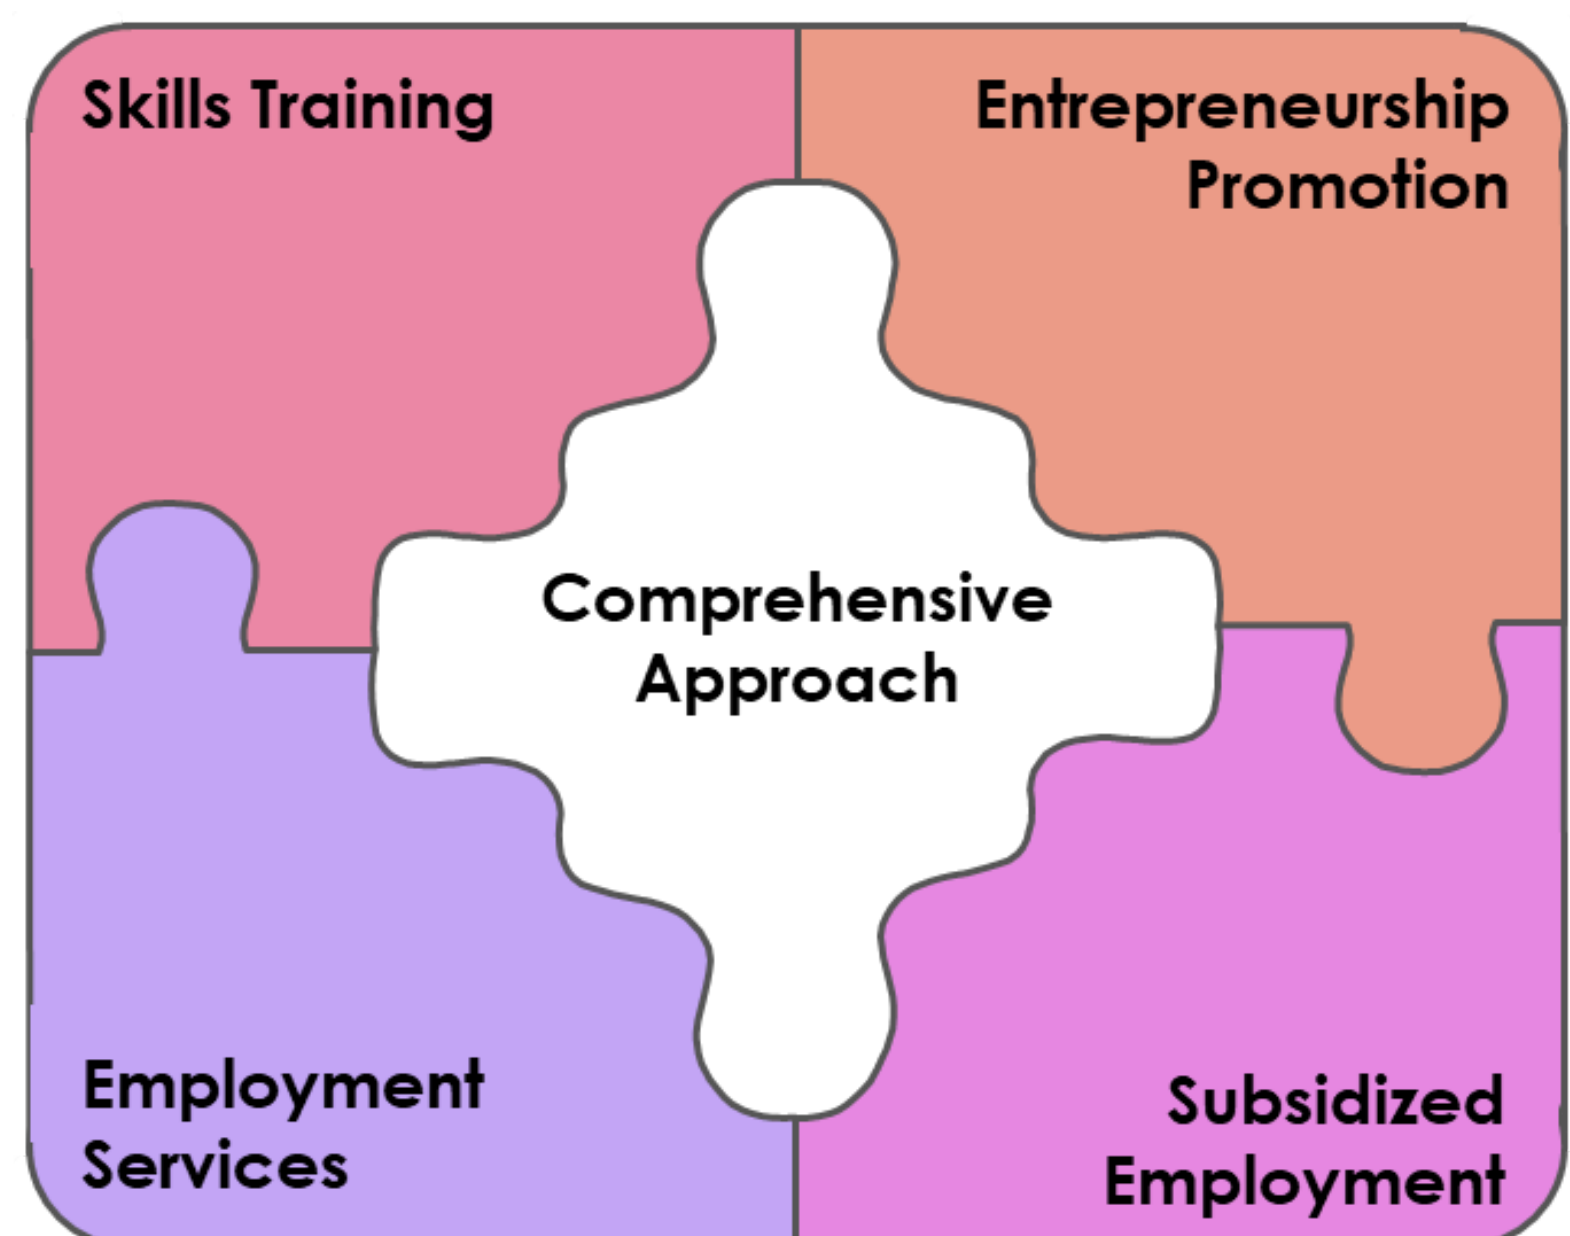 Skills Training
Entrepreneurship
Promotion
Comprehensive
Approach
Employment
Services
Subsidized
Employment